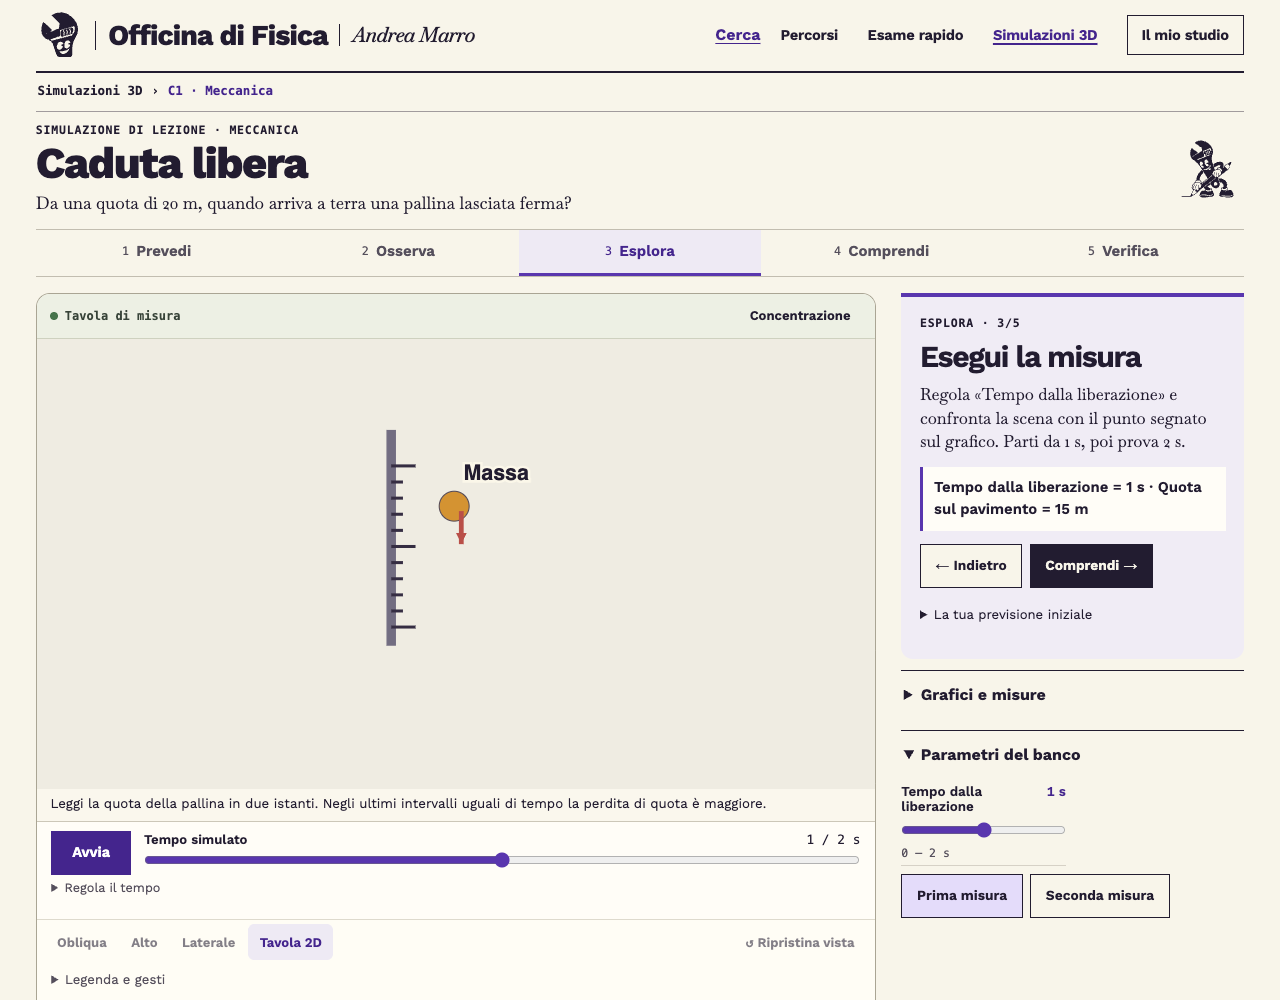 Officina di Fisica
Andrea Marro
Cerca
Percorsi
Esame rapido
Simulazioni 3D
Il mio studio
Simulazioni 3D › C1 · Meccanica
SIMULAZIONE DI LEZIONE · MECCANICA
Caduta libera
Da una quota di 20 m, quando arriva a terra una pallina lasciata ferma?
1 Prevedi
2 Osserva
3 Esplora
4 Comprendi
5 Verifica
Tavola di misura
Concentrazione
Massa
Leggi la quota della pallina in due istanti. Negli ultimi intervalli uguali di tempo la perdita di quota è maggiore.
Avvia
Tempo simulato
1 / 2 s
▶ Regola il tempo
Obliqua
Alto
Laterale
Tavola 2D
↺ Ripristina vista
▶ Legenda e gesti
ESPLORA · 3/5
Esegui la misura
Regola «Tempo dalla liberazione» e
confronta la scena con il punto segnato
sul grafico. Parti da 1 s, poi prova 2 s.
Tempo dalla liberazione = 1 s · Quota
sul pavimento = 15 m
← Indietro
Comprendi →
▶ La tua previsione iniziale
▶ Grafici e misure
▼ Parametri del banco
Tempo dalla
liberazione
1 s
0 — 2 s
Prima misura
Seconda misura